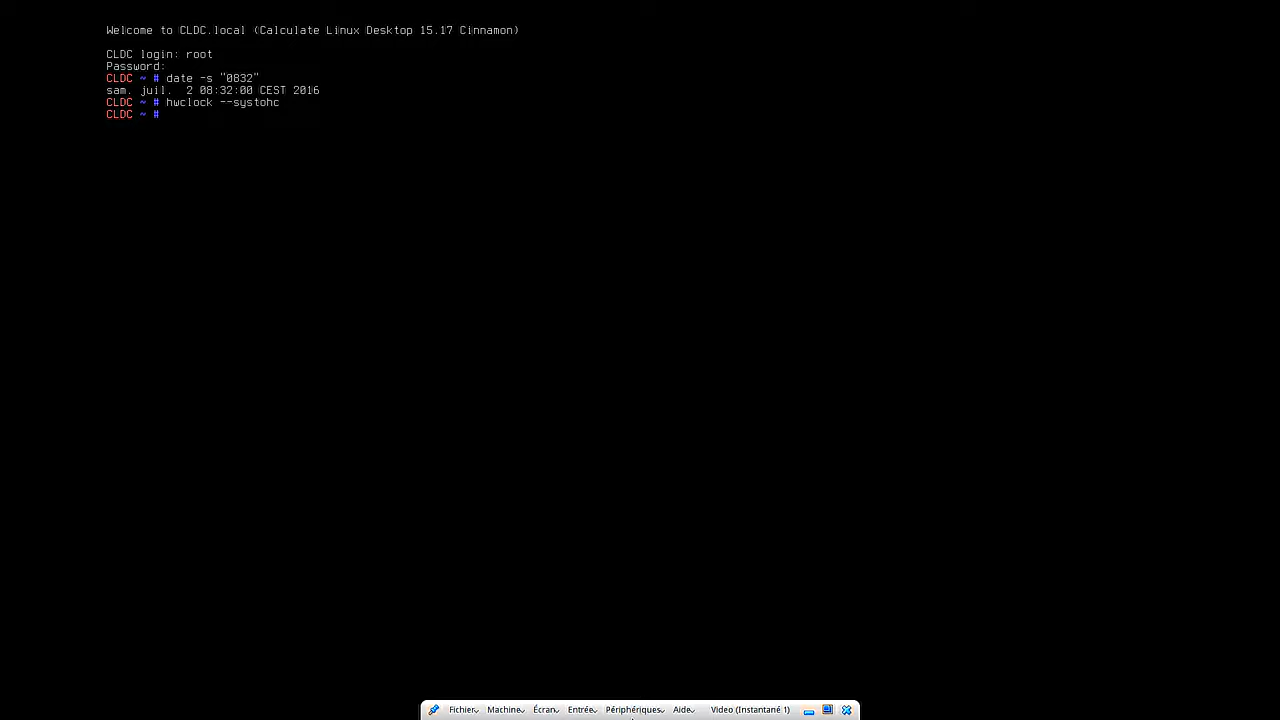 Welcome to CLDC.local (Calculate Linux Desktop 15.17 Cinnamon)
CLDC login: root
Password:
CLDC ~ # date -s "0832"
sam. juil.  2 08:32:00 CEST 2016
CLDC ~ # hwclock --systohc
CLDC ~ #
Fichier Machine Écran Entrée Périphériques Aide Video (Instantané 1)